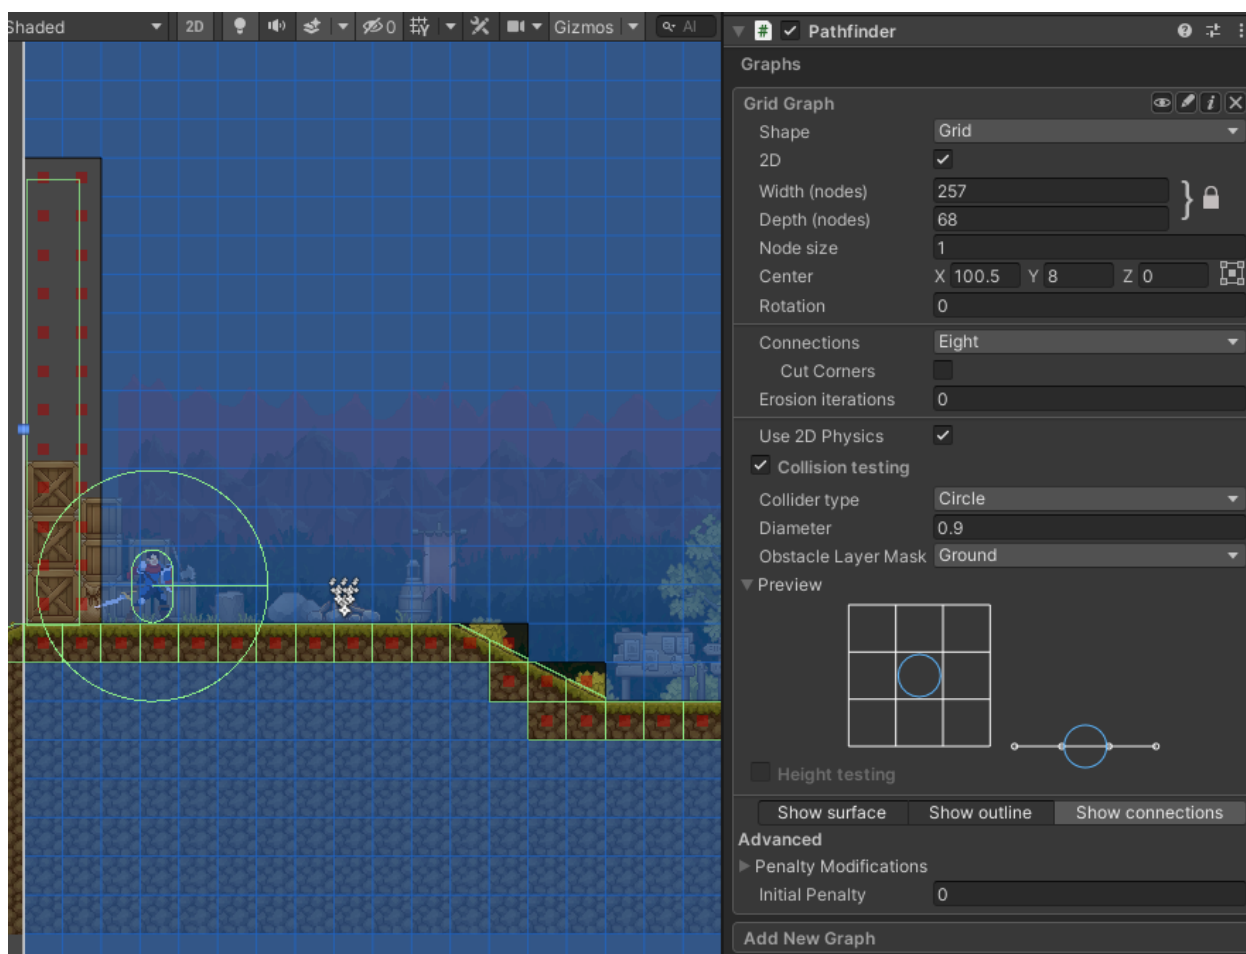 Shaded
2D
0
Gizmos
Al
# Pathfinder
Graphs
Grid Graph
Shape Grid
2D
Width (nodes) 257
Depth (nodes) 68
Node size 1
Center X 100.5 Y 8 Z 0
Rotation 0
Connections Eight
Cut Corners
Erosion iterations 0
Use 2D Physics
Collision testing
Collider type Circle
Diameter 0.9
Obstacle Layer Mask Ground
Preview
Height testing
Show surface Show outline Show connections
Advanced
Penalty Modifications
Initial Penalty 0
Add New Graph